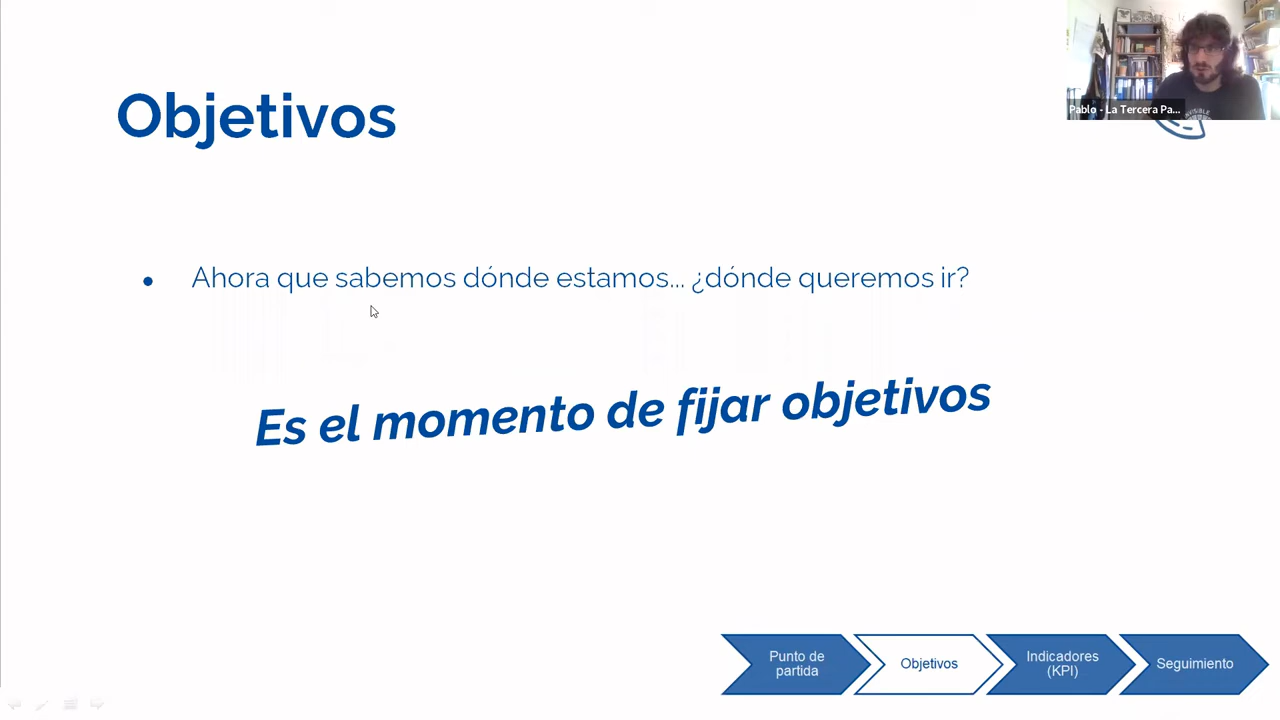 Objetivos
Pablo - La Tercera Pa...
● Ahora que sabemos dónde estamos... ¿dónde queremos ir?
Es el momento de fijar objetivos
Punto de
partida
Objetivos
Indicadores
(KPI)
Seguimiento